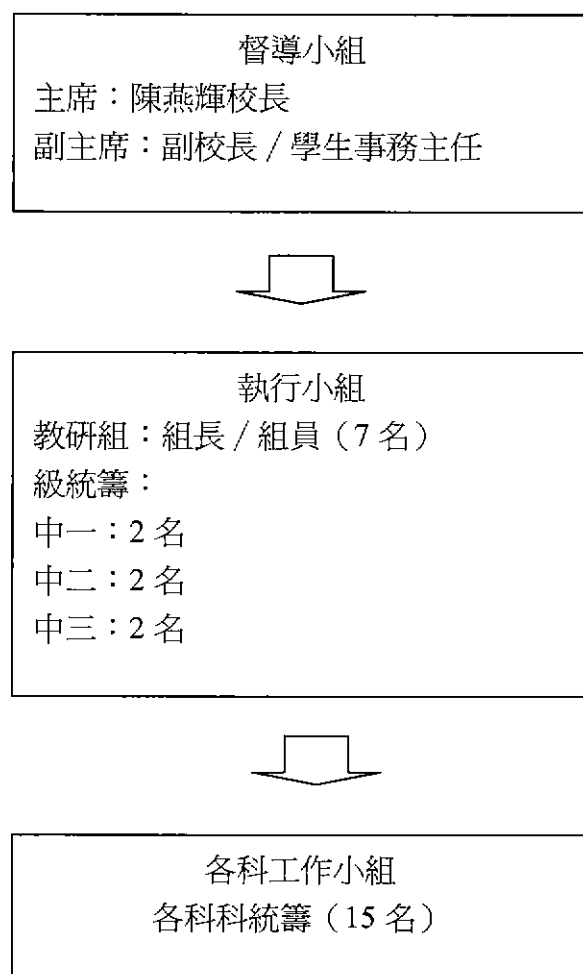 督導小組
主席：陳燕輝校長
副主席：副校長 / 學生事務主任
執行小組
教研組：組長 / 組員（7 名）
級統籌：
中一：2 名
中二：2 名
中三：2 名
各科工作小組
各科科統籌（15 名）